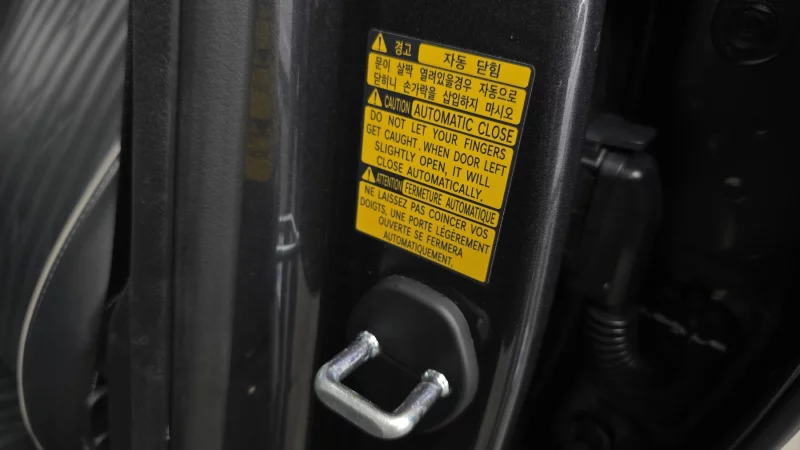 경고 자동 닫힘
문이 살짝 열려있을경우 자동으로
닫히니 손가락을 삽입하지 마시오
CAUTION AUTOMATIC CLOSE
DO NOT LET YOUR FINGERS
GET CAUGHT. WHEN DOOR LEFT
SLIGHTLY OPEN, IT WILL
CLOSE AUTOMATICALLY.
ATTENTION FERMETURE AUTOMATIQUE
NE LAISSEZ PAS COINCER VOS
DOIGTS, UNE PORTE LÉGÈREMENT
OUVERTE SE FERMERA
AUTOMATIQUEMENT.